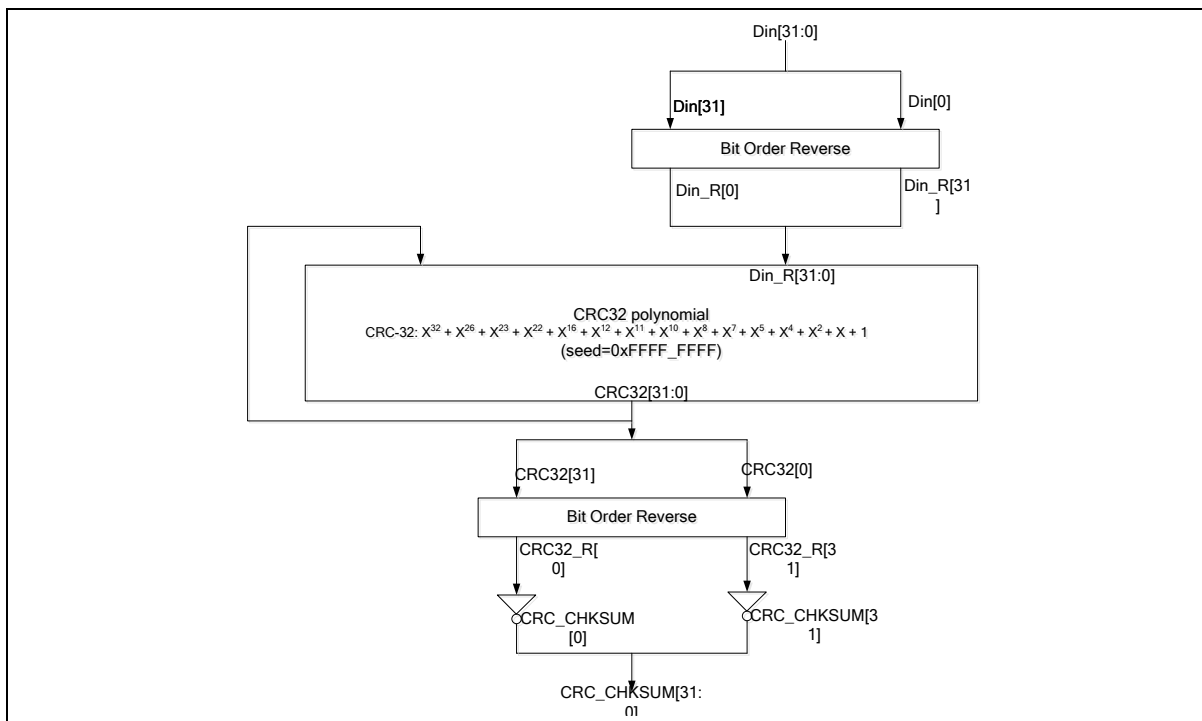 Din[31:0]
Din[31]
Din[0]
Bit Order Reverse
Din_R[0]
Din_R[31
]
Din_R[31:0]
CRC32 polynomial
CRC-32: X³² + X²⁶ + X²³ + X²² + X¹⁶ + X¹² + X¹¹ + X¹⁰ + X⁸ + X⁷ + X⁵ + X⁴ + X² + X + 1
(seed=0xFFFF_FFFF)
CRC32[31:0]
CRC32[31]
CRC32[0]
Bit Order Reverse
CRC32_R[
0]
CRC32_R[3
1]
CRC_CHKSUM
[0]
CRC_CHKSUM[3
1]
CRC_CHKSUM[31:
0]